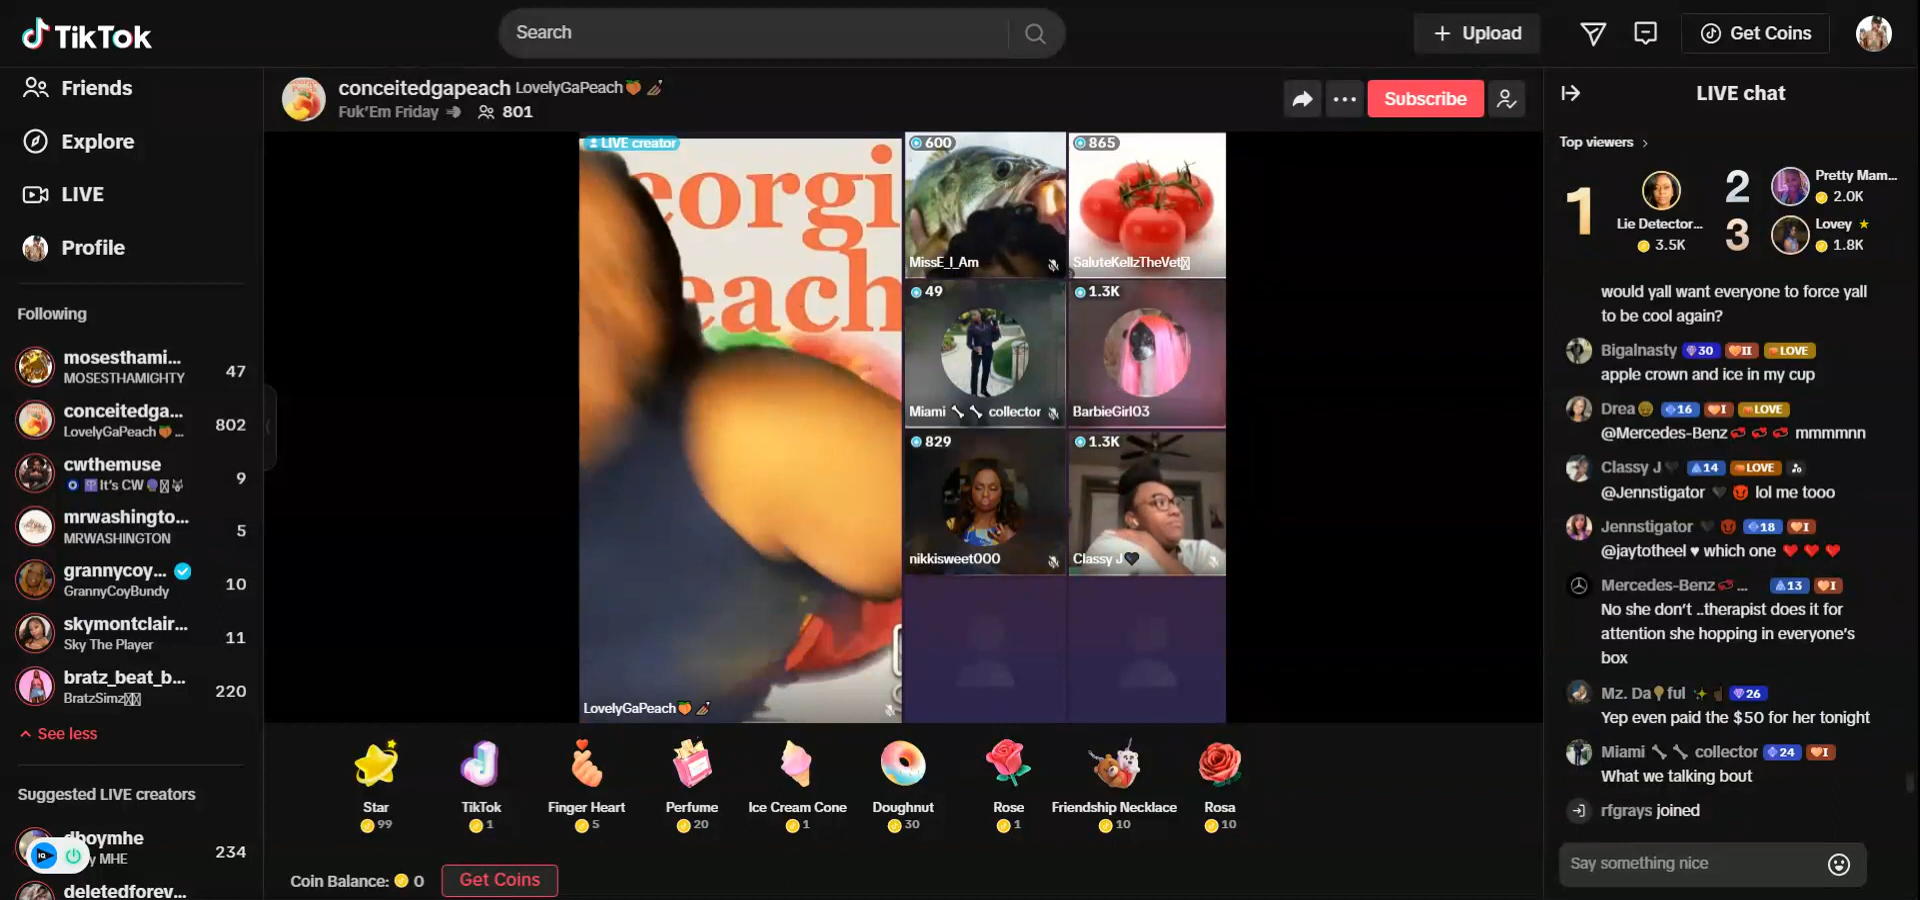 TikTok
Search
Upload
Get Coins
Friends
Explore
LIVE
Profile
Following
mosesthami...
MOSESTHAMIGHTY
47
conceitedga...
LovelyGaPeach🍑...
802
cwthemuse
It's CW
9
mrwashingto...
MRWASHINGTON
5
grannycoy...
GrannyCoyBundy
10
skymontclair...
Sky The Player
11
bratz_beat_b...
BratzSimz
220
See less
Suggested LIVE creators
dboymhe
y MHE
234
deletedforev...
conceitedgapeach LovelyGaPeach🍑
Fuk'Em Friday
801
Subscribe
LIVE creator
eorgi
each
LovelyGaPeach🍑
600
MissE_I_Am
865
SaluteKellzTheVet
49
Miami 🦴 🦴 collector
1.3K
BarbieGirl03
829
nikkisweet000
1.3K
Classy J🖤
Star
99
TikTok
1
Finger Heart
5
Perfume
20
Ice Cream Cone
1
Doughnut
30
Rose
1
Friendship Necklace
10
Rosa
10
Coin Balance: 0
Get Coins
LIVE chat
Top viewers
1
Lie Detector...
3.5K
2
Pretty Mam...
2.0K
3
Lovey ★
1.8K
would yall want everyone to force yall
to be cool again?
Bigalnasty 30 II LOVE
apple crown and ice in my cup
Drea 16 I LOVE
@Mercedes-Benz💋 💋 💋 mmmmnn
Classy J🖤 14 LOVE
@Jennstigator 🖤 😈 lol me tooo
Jennstigator 🖤 😈 18 I
@jaytotheel ♥ which one ❤️ ❤️ ❤️
Mercedes-Benz💋... 13 I
No she don't ..therapist does it for
attention she hopping in everyone's
box
Mz. Da💡ful ✨ 26
Yep even paid the $50 for her tonight
Miami 🦴 🦴 collector 24 I
What we talking bout
rfgrays joined
Say something nice